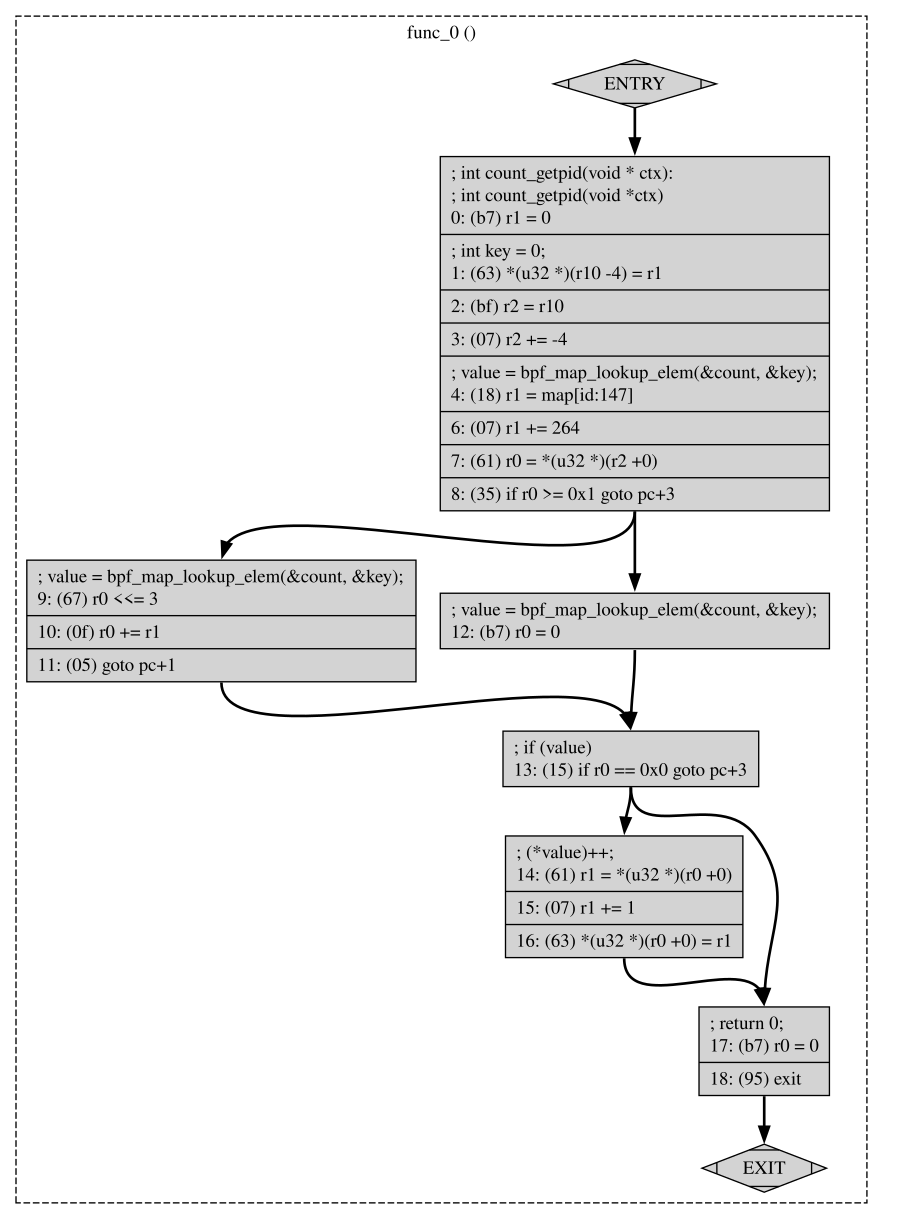 func_0 ()
ENTRY
; int count_getpid(void * ctx):
; int count_getpid(void *ctx)
0: (b7) r1 = 0
; int key = 0;
1: (63) *(u32 *)(r10 -4) = r1
2: (bf) r2 = r10
3: (07) r2 += -4
; value = bpf_map_lookup_elem(&count, &key);
4: (18) r1 = map[id:147]
6: (07) r1 += 264
7: (61) r0 = *(u32 *)(r2 +0)
8: (35) if r0 >= 0x1 goto pc+3
; value = bpf_map_lookup_elem(&count, &key);
9: (67) r0 <<= 3
10: (0f) r0 += r1
11: (05) goto pc+1
; value = bpf_map_lookup_elem(&count, &key);
12: (b7) r0 = 0
; if (value)
13: (15) if r0 == 0x0 goto pc+3
; (*value)++;
14: (61) r1 = *(u32 *)(r0 +0)
15: (07) r1 += 1
16: (63) *(u32 *)(r0 +0) = r1
; return 0;
17: (b7) r0 = 0
18: (95) exit
EXIT